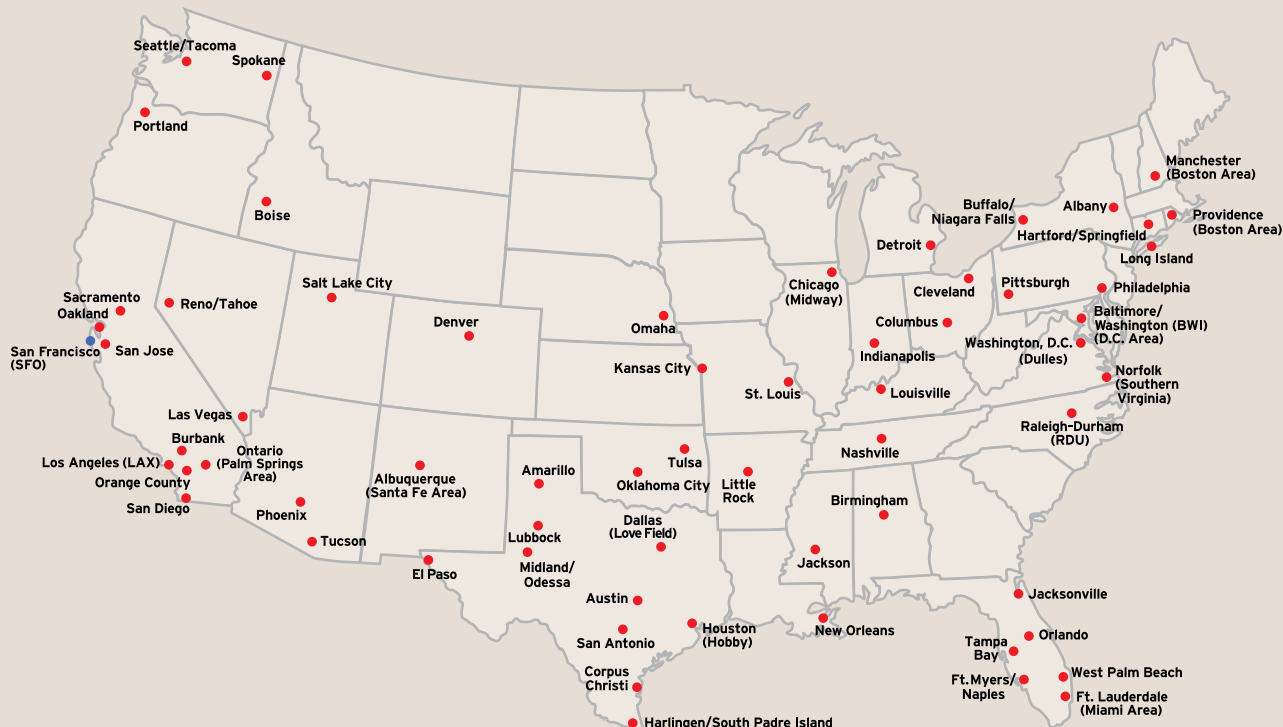 Seattle/Tacoma
Spokane
Portland
Boise
Salt Lake City
Reno/Tahoe
Sacramento
Oakland
San Francisco
(SFO)
San Jose
Las Vegas
Burbank
Los Angeles (LAX)
Ontario
(Palm Springs
Area)
Orange County
San Diego
Phoenix
Tucson
Denver
Albuquerque
(Santa Fe Area)
El Paso
Amarillo
Lubbock
Midland/
Odessa
Dallas
(Love Field)
Austin
San Antonio
Houston
(Hobby)
Corpus
Christi
Harlingen/South Padre Island
Omaha
Kansas City
St. Louis
Tulsa
Oklahoma City
Little
Rock
Jackson
New Orleans
Birmingham
Nashville
Louisville
Indianapolis
Chicago
(Midway)
Detroit
Cleveland
Columbus
Pittsburgh
Buffalo/
Niagara Falls
Albany
Hartford/Springfield
Manchester
(Boston Area)
Providence
(Boston Area)
Long Island
Philadelphia
Baltimore/
Washington (BWI)
(D.C. Area)
Washington, D.C.
(Dulles)
Norfolk
(Southern
Virginia)
Raleigh-Durham
(RDU)
Jacksonville
Orlando
Tampa
Bay
Ft.Myers/
Naples
West Palm Beach
Ft. Lauderdale
(Miami Area)